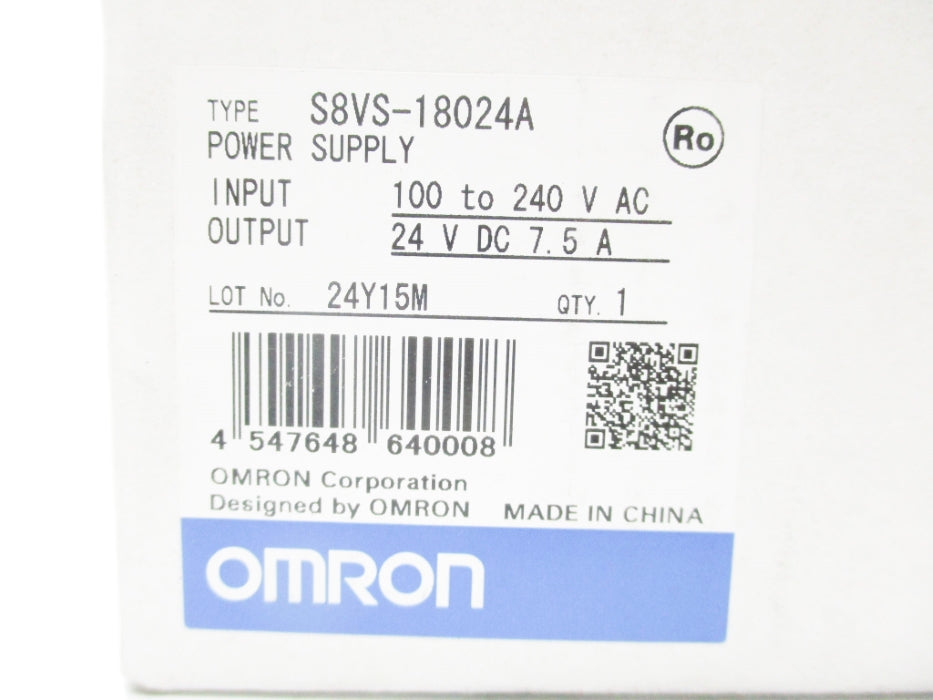 TYPE S8VS-18024A
POWER SUPPLY
Ro
INPUT 100 to 240 V AC
OUTPUT 24 V DC 7.5 A
LOT No. 24Y15M QTY. 1
4 547648 640008
OMRON Corporation
Designed by OMRON MADE IN CHINA
OMRON